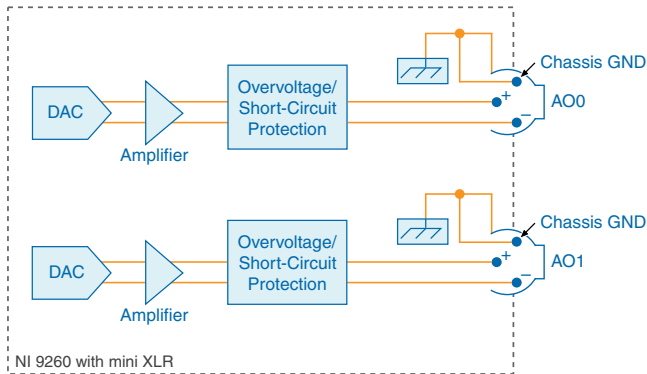 Chassis GND
Overvoltage/
Short-Circuit
Protection
DAC
+
AO0
−
Amplifier
Chassis GND
Overvoltage/
Short-Circuit
Protection
DAC
+
AO1
−
Amplifier
NI 9260 with mini XLR